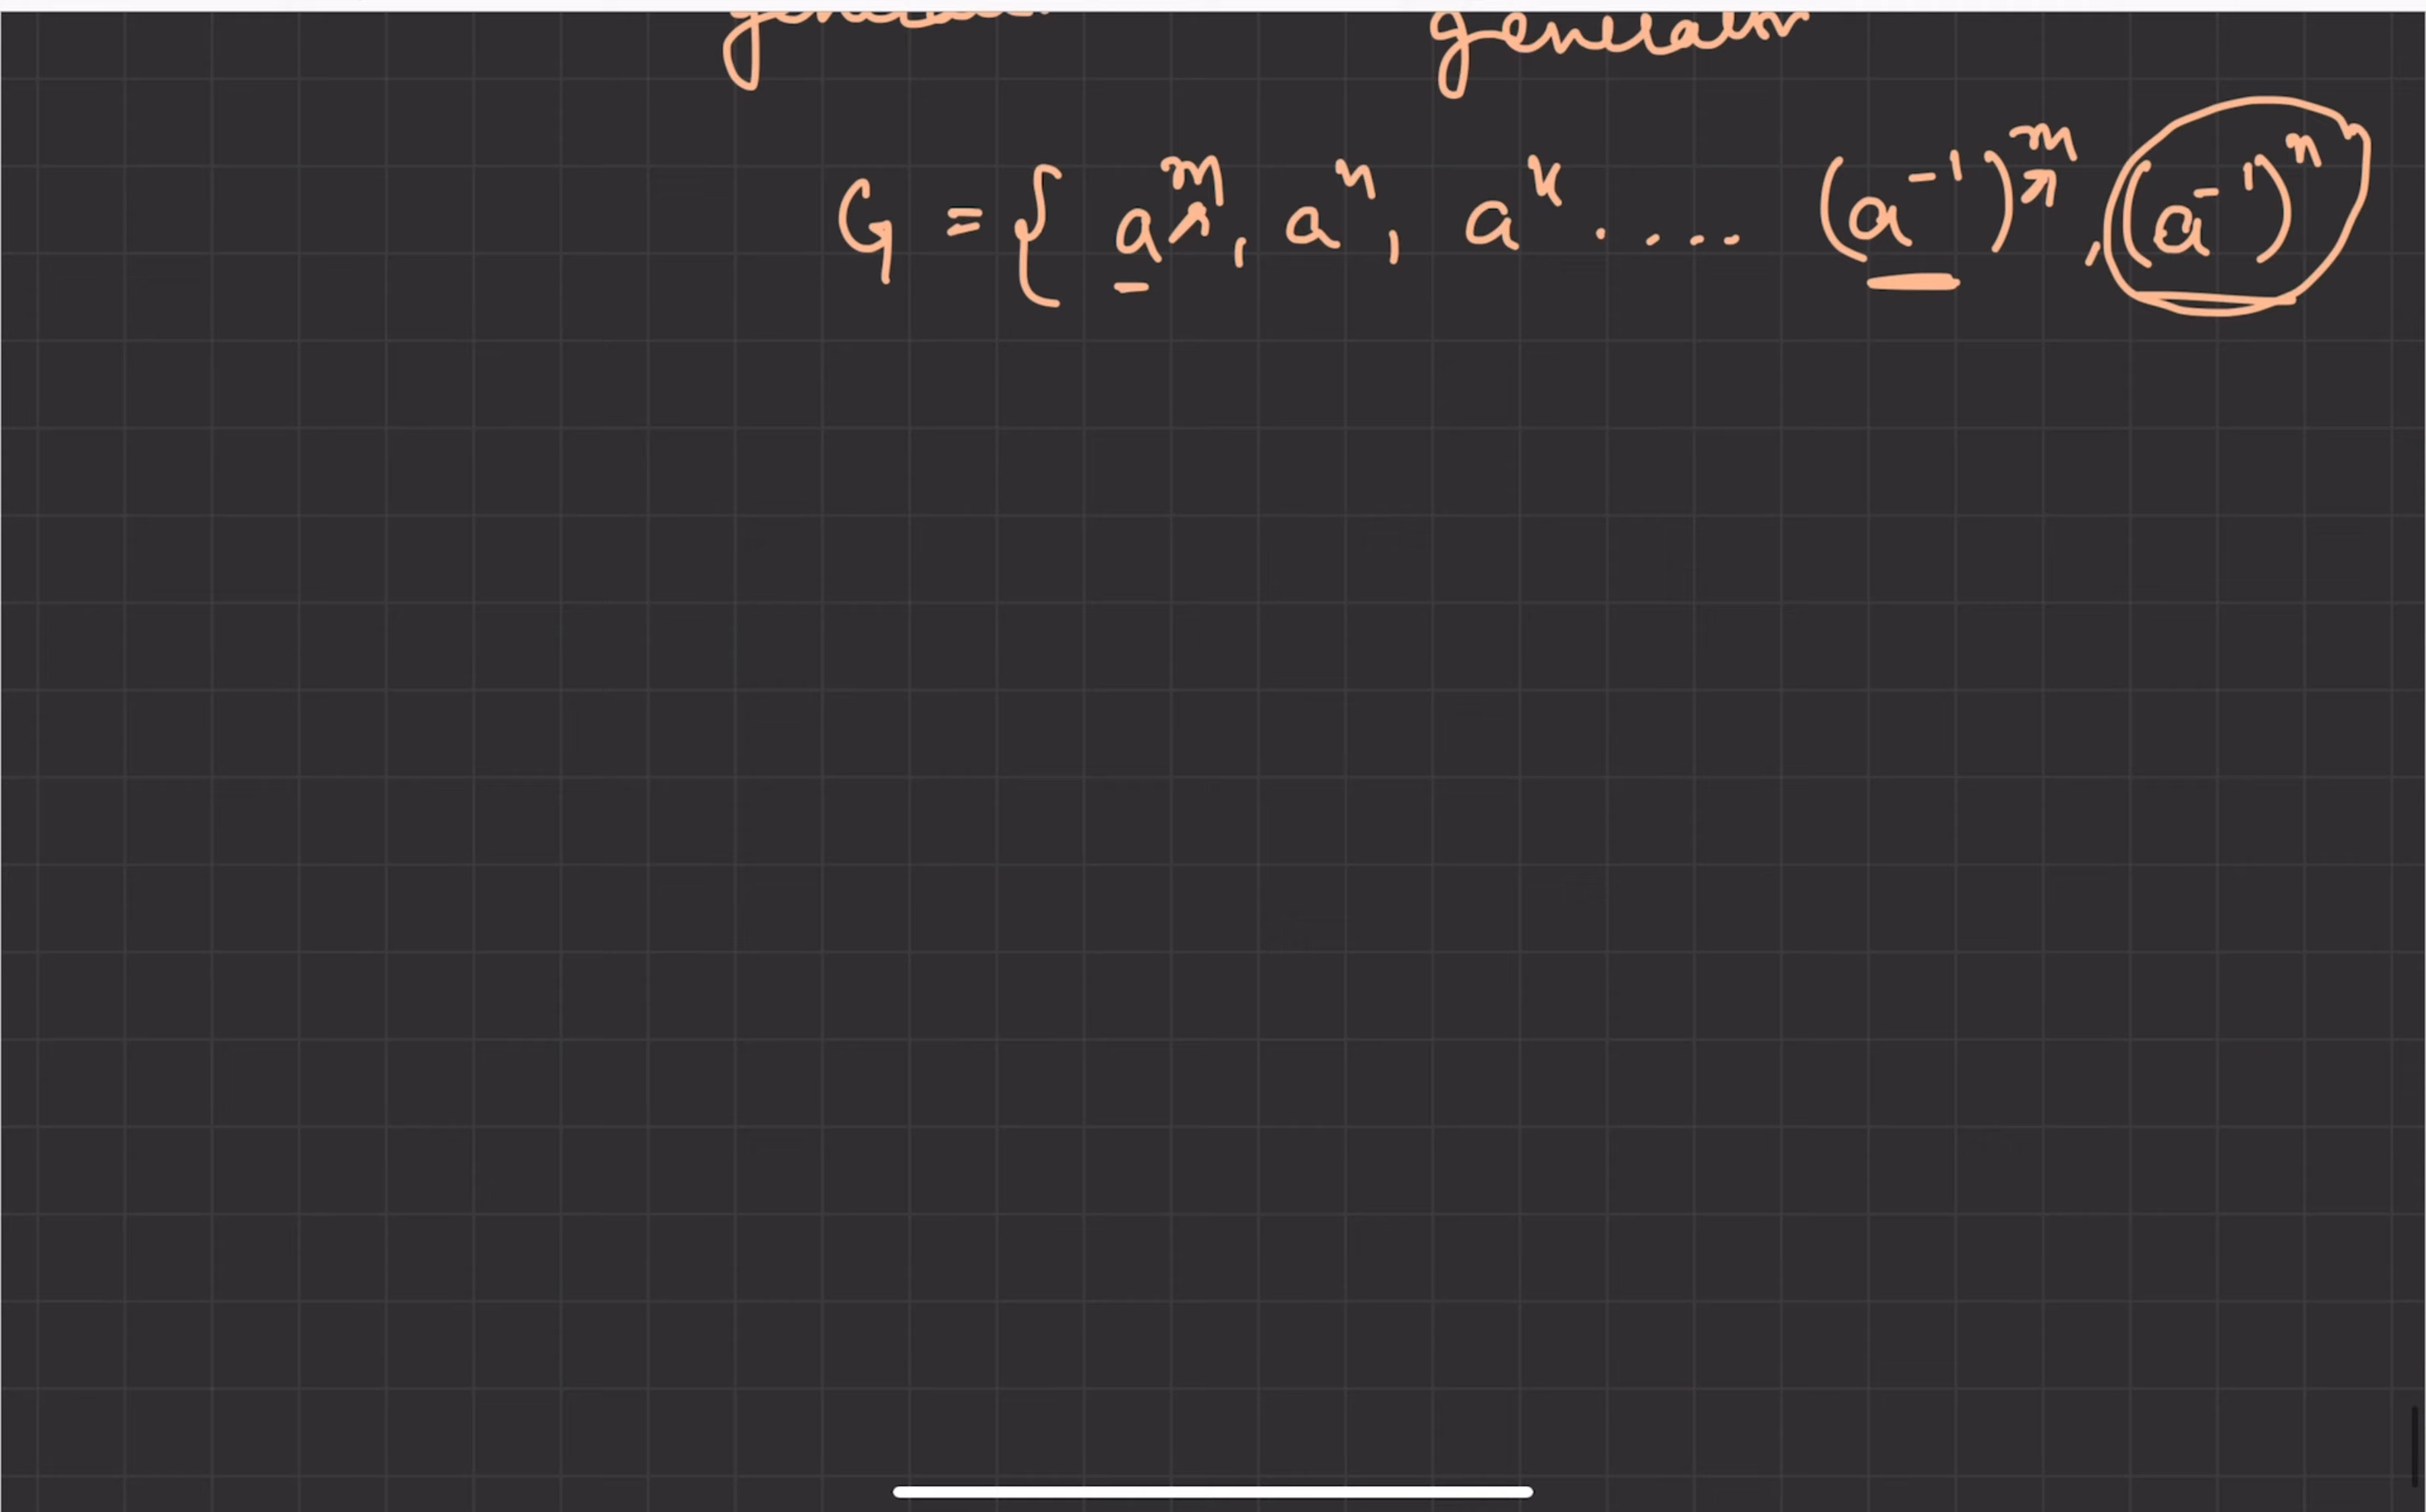 generator
G = { a^m, a^n, a^k ..... (a^-1)^m, (a^-1)^n